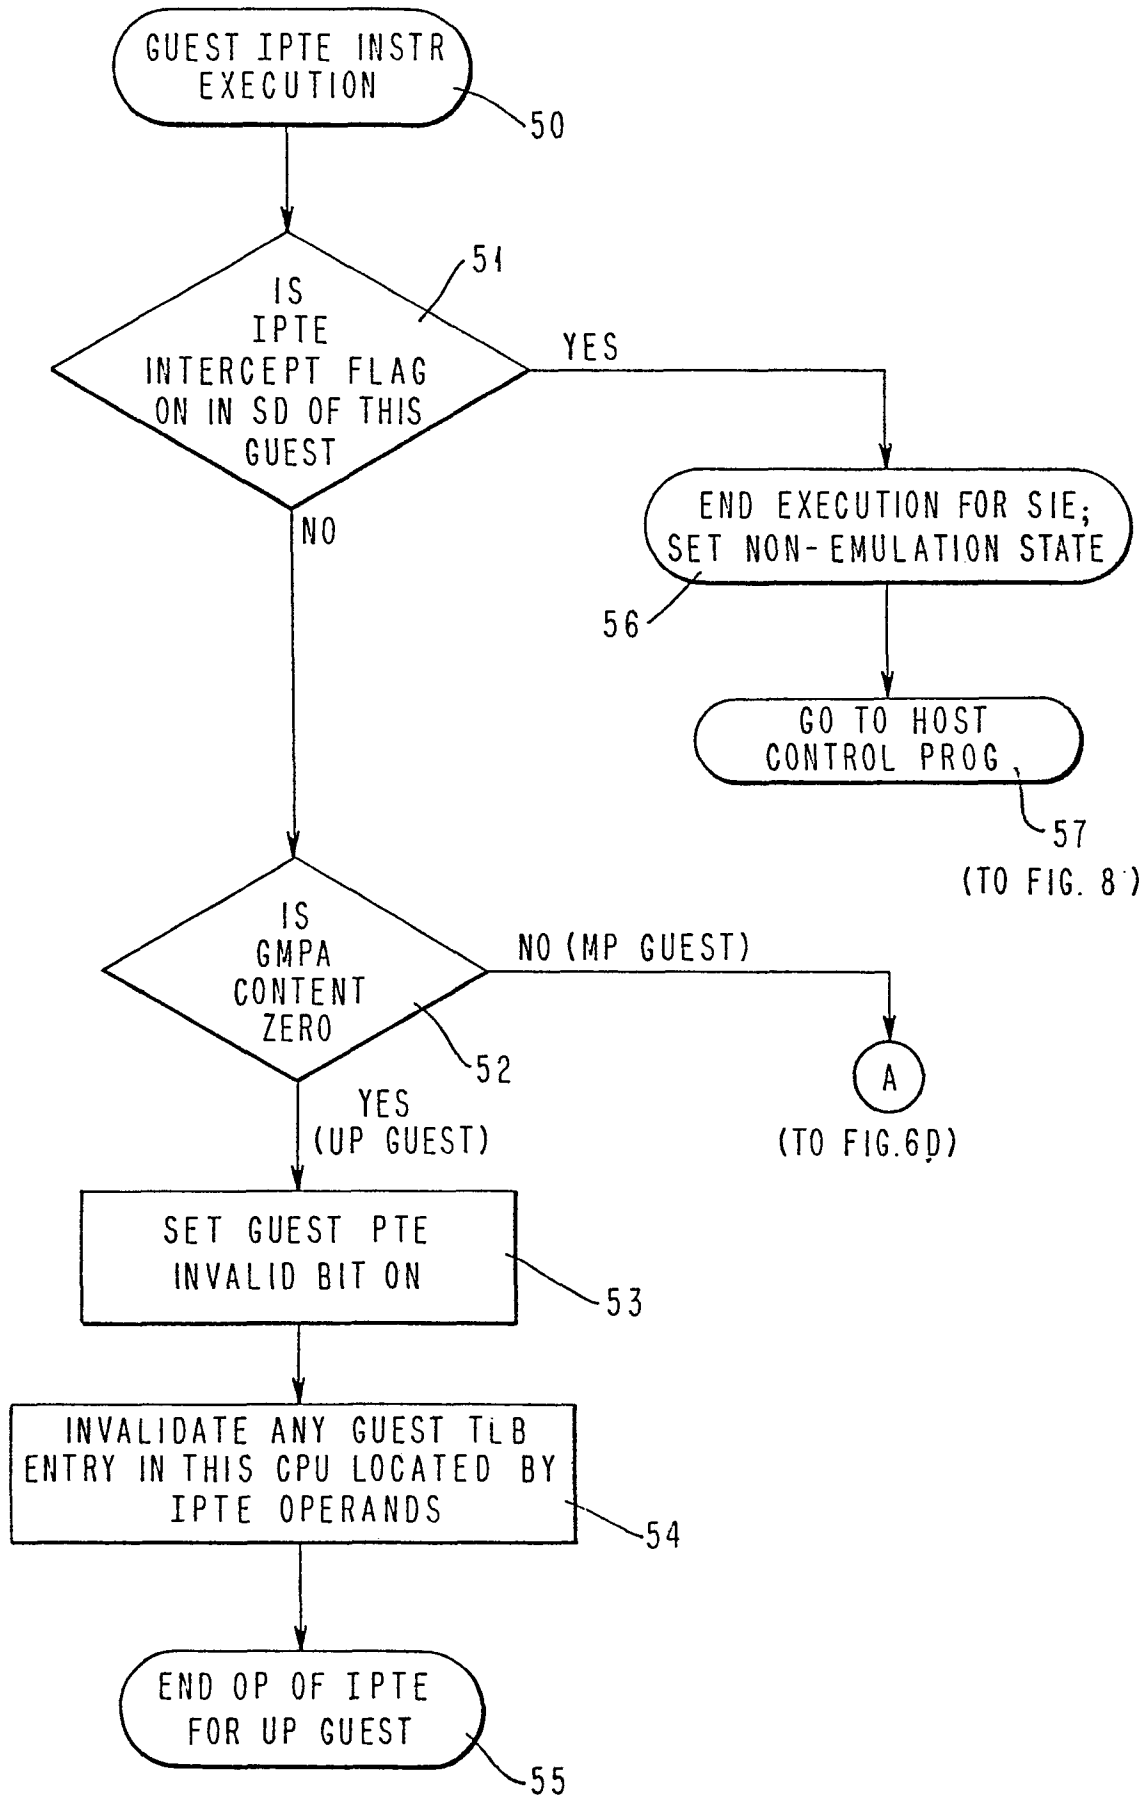 GUEST IPTE INSTR
EXECUTION
50
51
IS
IPTE
INTERCEPT FLAG
ON IN SD OF THIS
GUEST
YES
NO
END EXECUTION FOR SIE;
SET NON-EMULATION STATE
56
GO TO HOST
CONTROL PROG
57
(TO FIG. 8)
IS
GMPA
CONTENT
ZERO
NO (MP GUEST)
52
A
(TO FIG.6D)
YES
(UP GUEST)
SET GUEST PTE
INVALID BIT ON
53
INVALIDATE ANY GUEST TLB
ENTRY IN THIS CPU LOCATED BY
IPTE OPERANDS
54
END OP OF IPTE
FOR UP GUEST
55